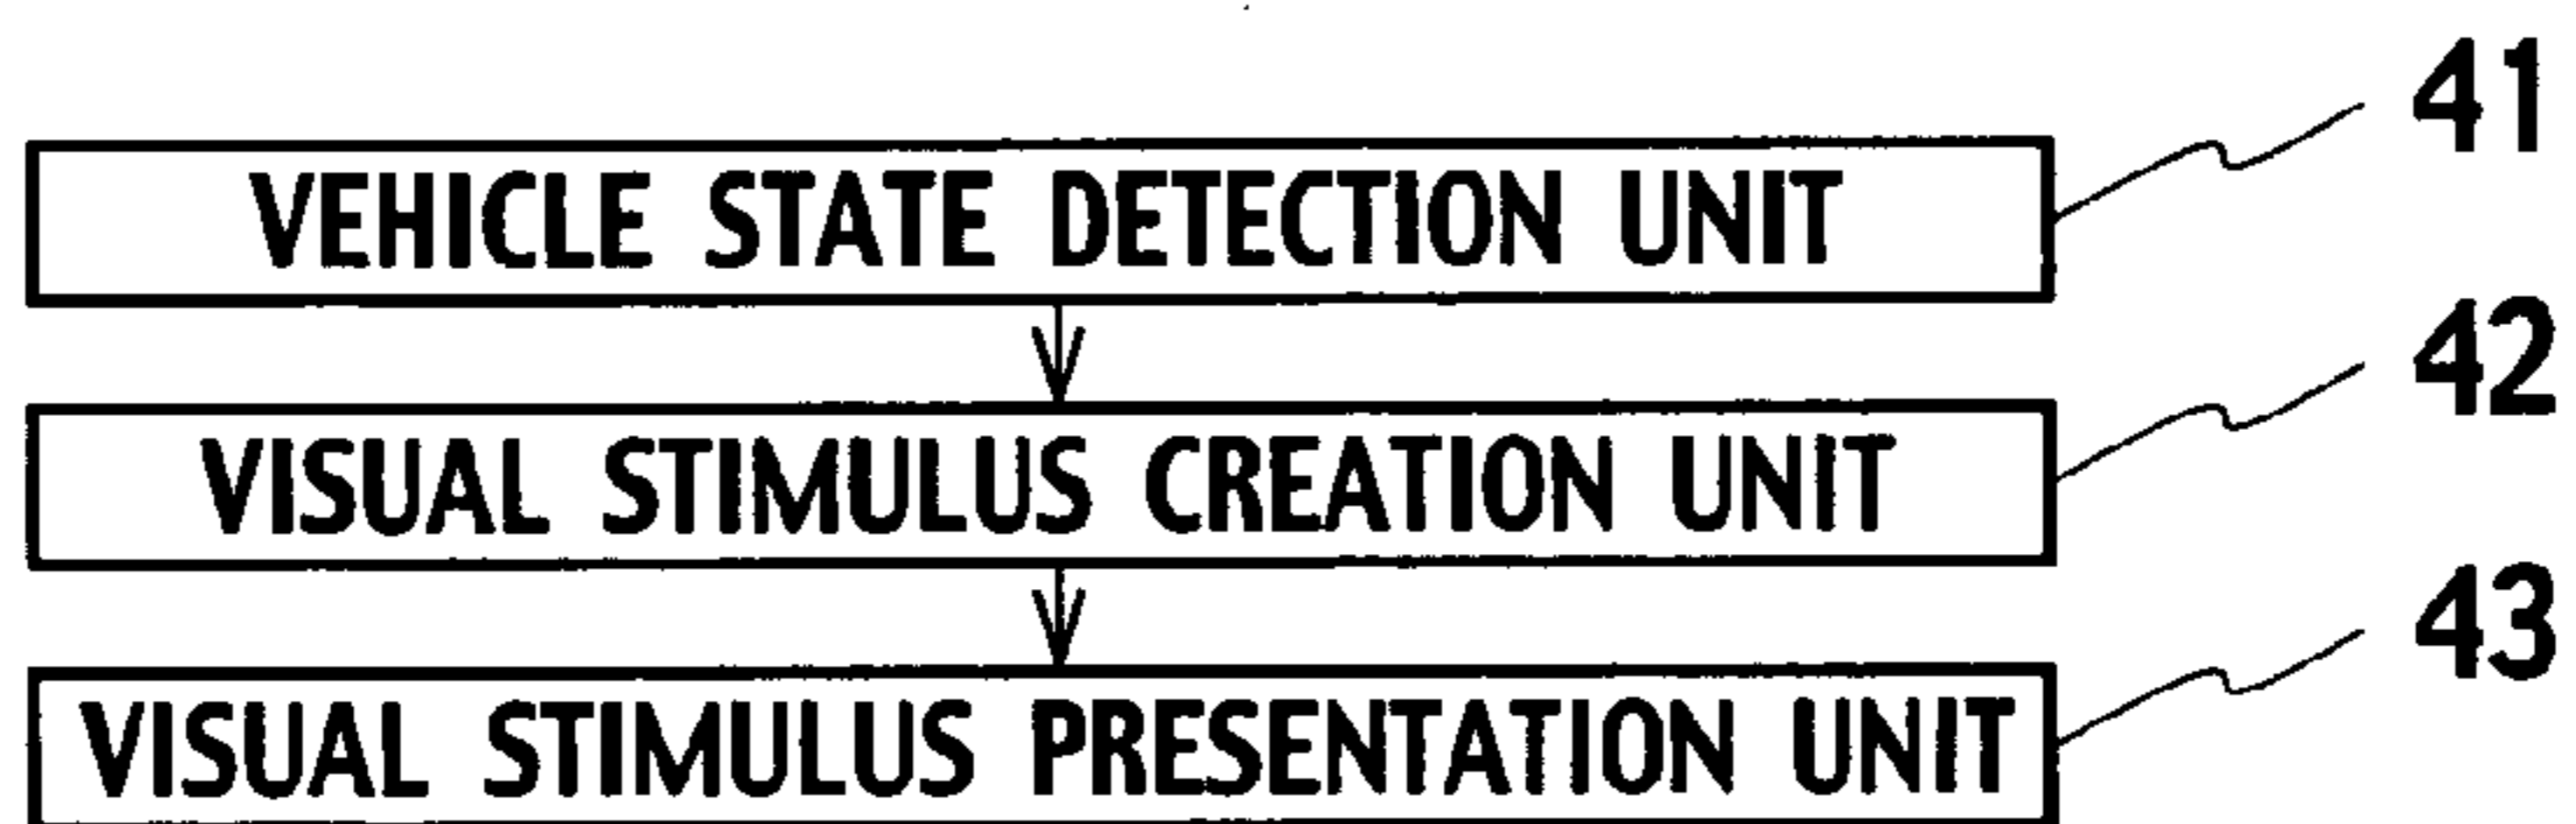 41
VEHICLE STATE DETECTION UNIT
42
VISUAL STIMULUS CREATION UNIT
43
VISUAL STIMULUS PRESENTATION UNIT